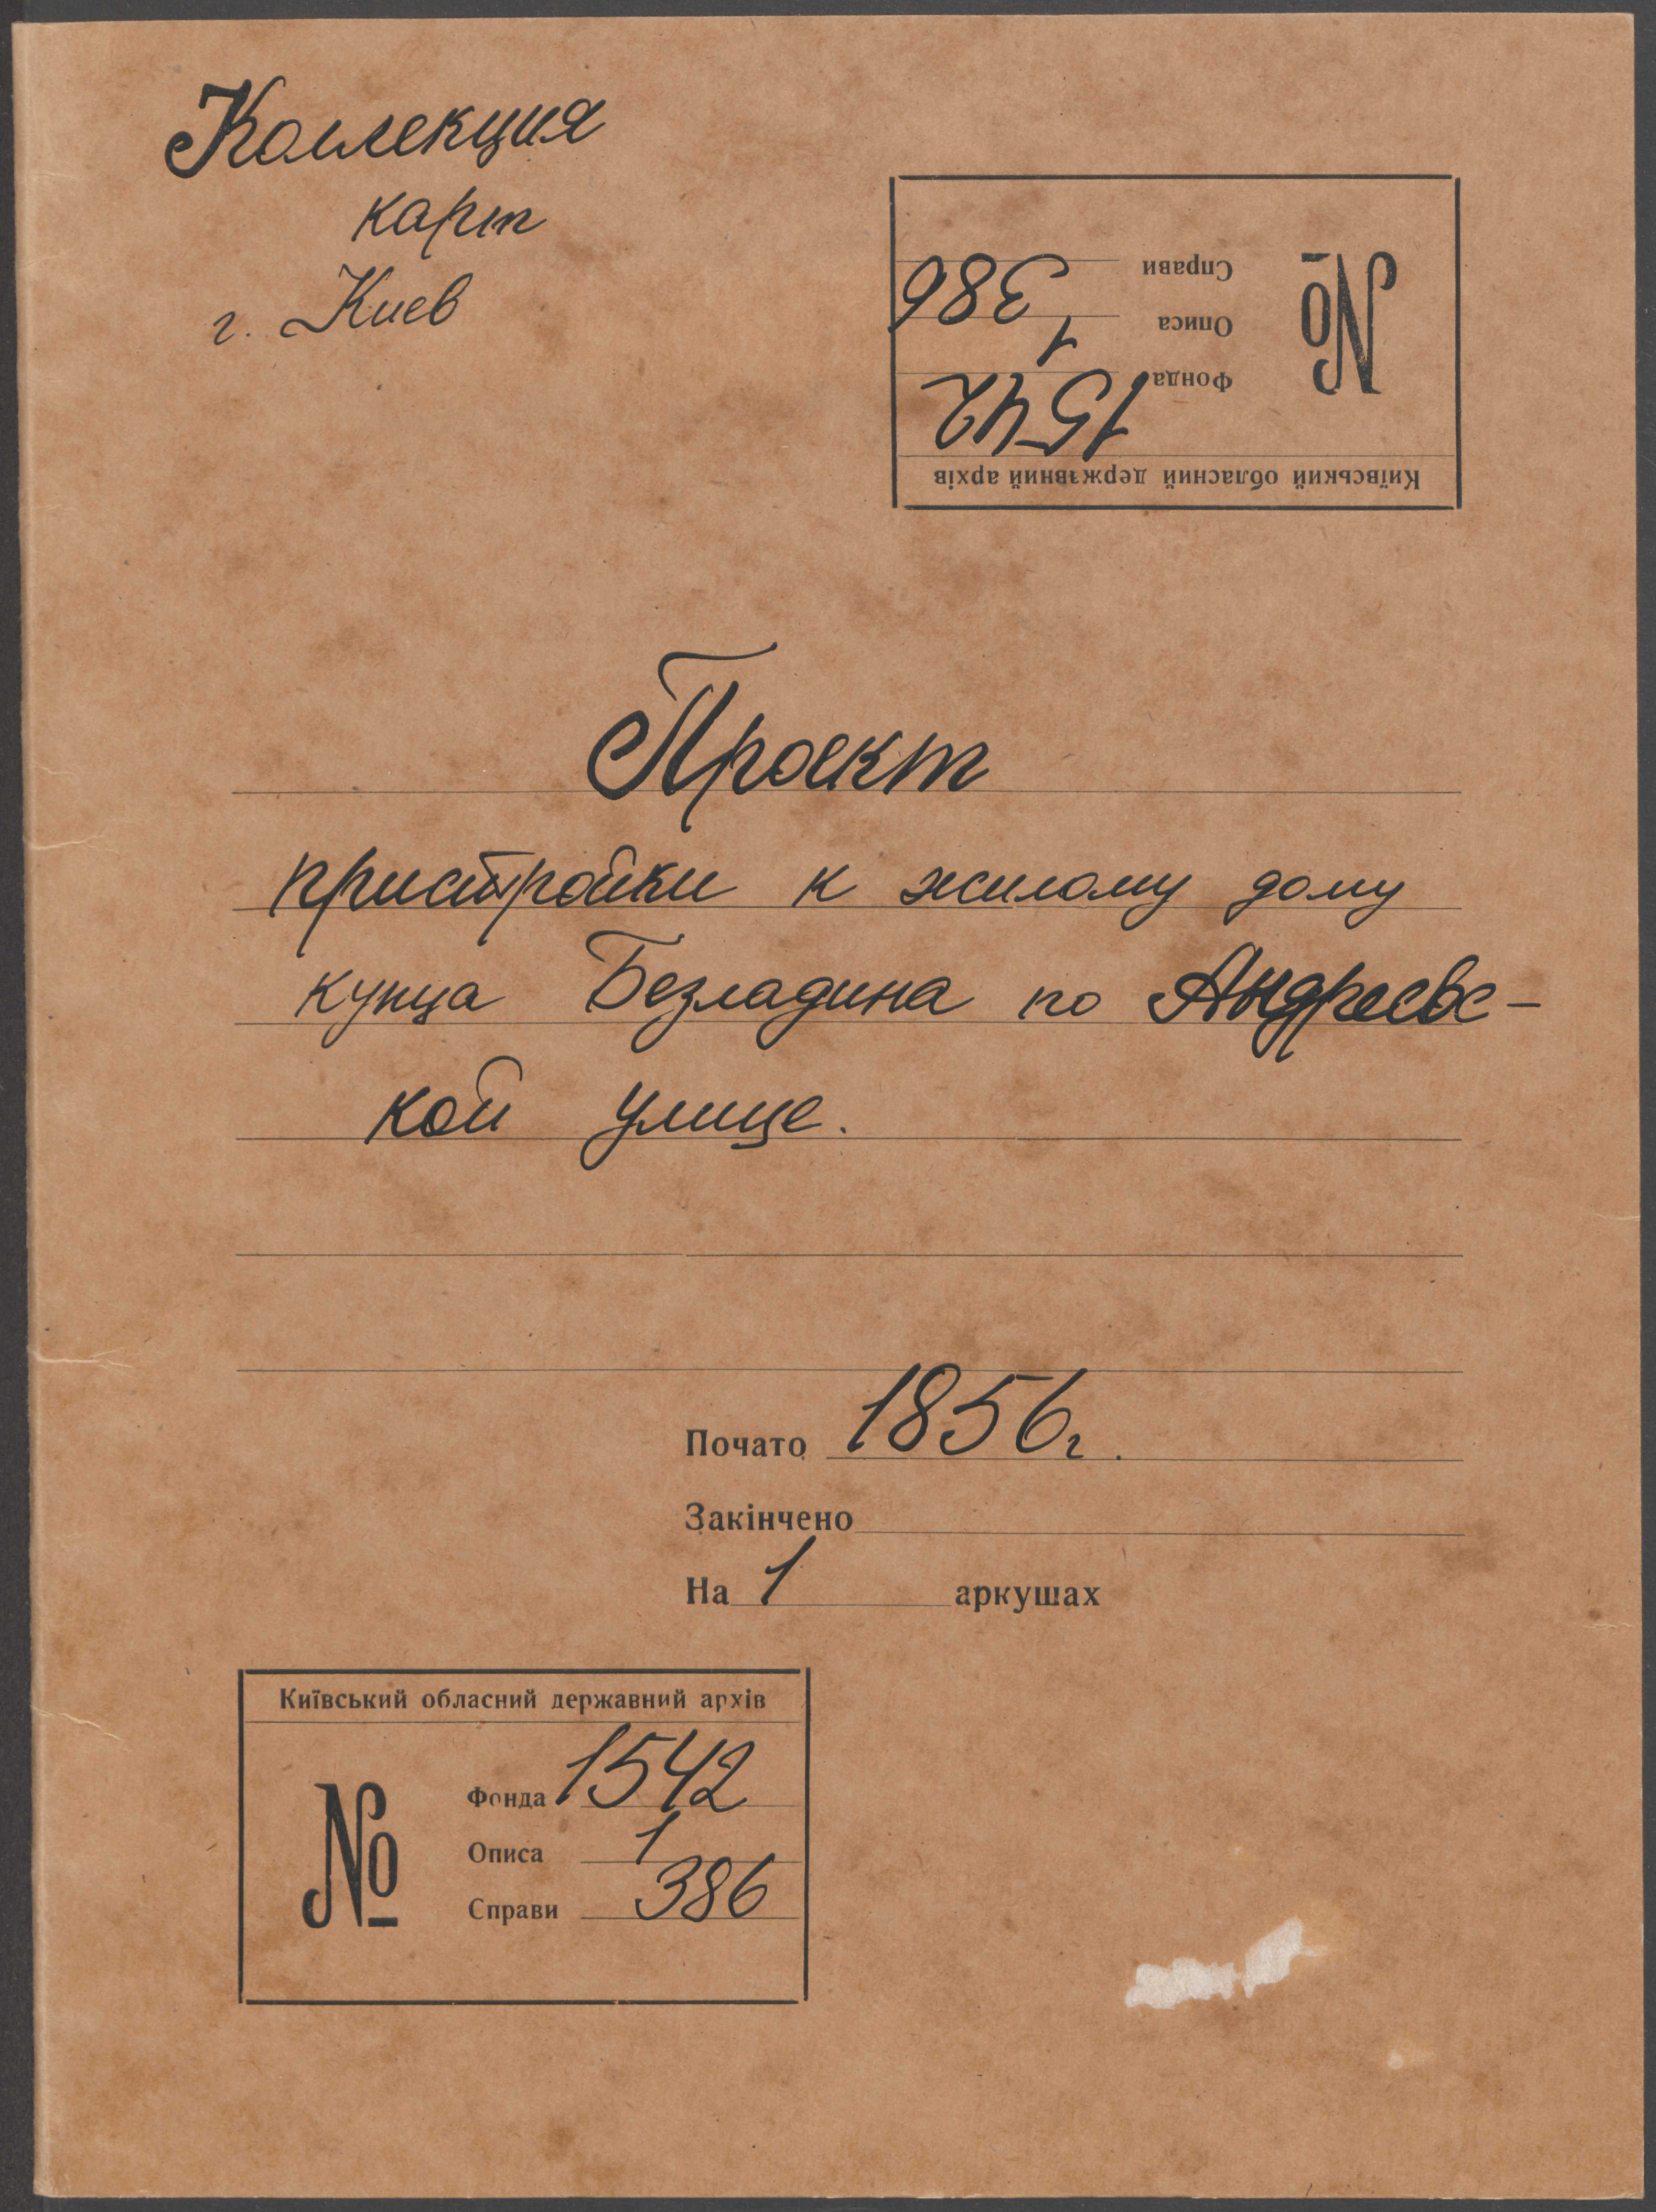 Коллекция
карт
г. Киев
Київський обласний державний архів
№
Фонда 1542
Описа 1
Справи 386
Проект
пристройки к жилому дому
купца Безладина по Андреевс-
кой улице.
Почато 1856 г.
Закінчено
На 1 аркушах
Київський обласний державний архів
№
Фонда 1542
Описа 1
Справи 386